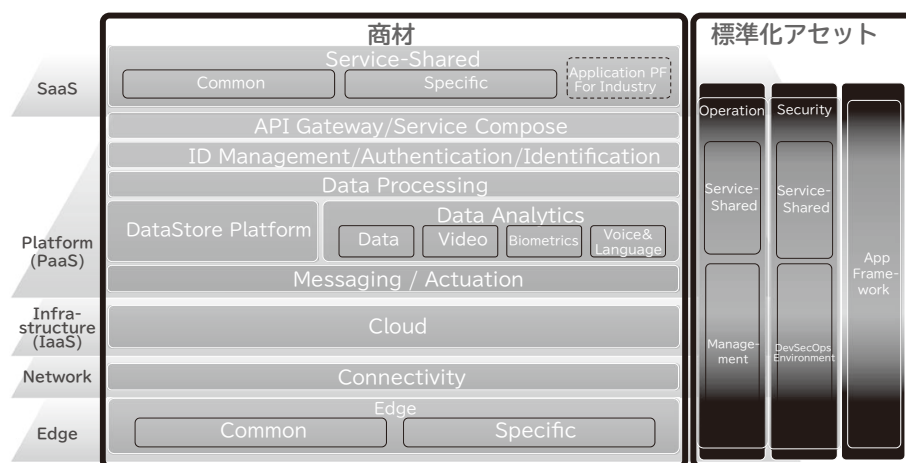 商材
標準化アセット
SaaS
Service-Shared
Common
Specific
Application PF
For Industry
API Gateway/Service Compose
ID Management/Authentication/Identification
Data Processing
Platform
(PaaS)
DataStore Platform
Data Analytics
Data
Video
Biometrics
Voice&
Language
Messaging / Actuation
Infra-
structure
(IaaS)
Cloud
Network
Connectivity
Edge
Edge
Common
Specific
Operation
Service-
Shared
Manage-
ment
Security
Service-
Shared
DevSecOps
Environment
App
Frame-
work